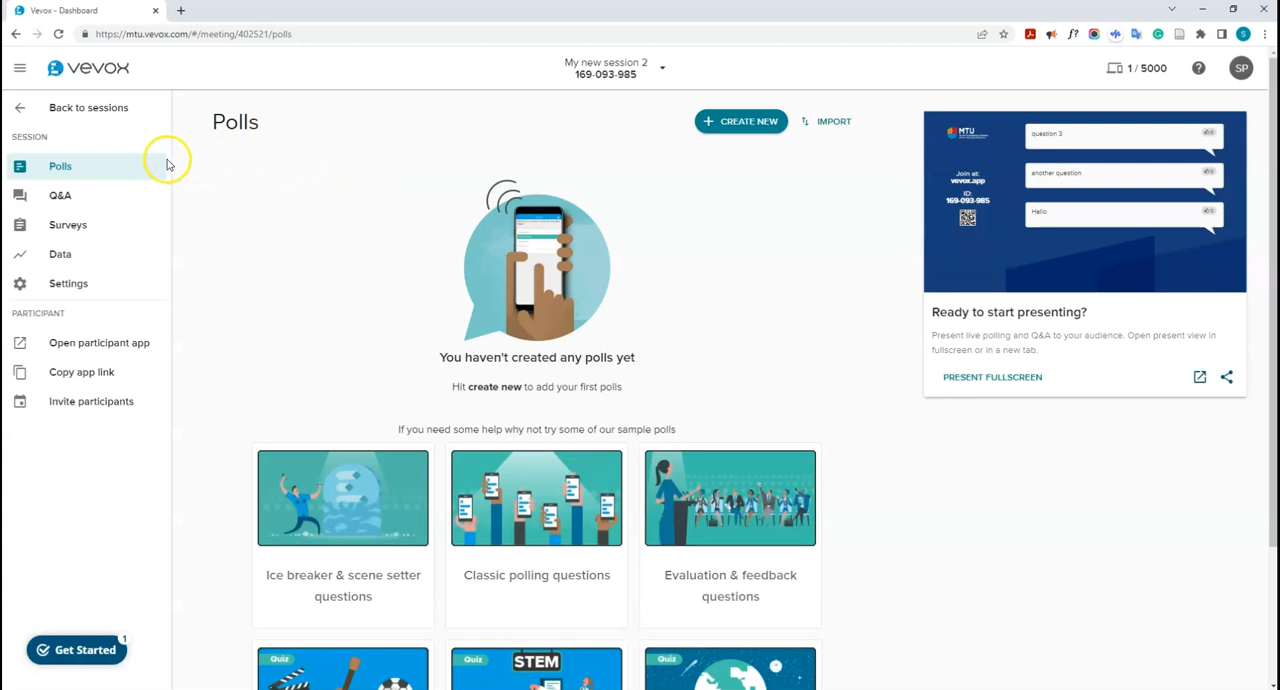 Vevox - Dashboard
https://mtu.vevox.com/#/meeting/402521/polls
vevox
My new session 2
169-093-985
1 / 5000
SP
Back to sessions
SESSION
Polls
Q&A
Surveys
Data
Settings
PARTICIPANT
Open participant app
Copy app link
Invite participants
Get Started
1
Polls
CREATE NEW
IMPORT
You haven't created any polls yet
Hit create new to add your first polls
If you need some help why not try some of our sample polls
Ice breaker & scene setter
questions
Classic polling questions
Evaluation & feedback
questions
Quiz
Quiz
STEM
Quiz
MTU
Join at:
vevox.app
ID:
169-093-985
question 3
another question
Hello
Ready to start presenting?
Present live polling and Q&A to your audience. Open present view in
fullscreen or in a new tab.
PRESENT FULLSCREEN